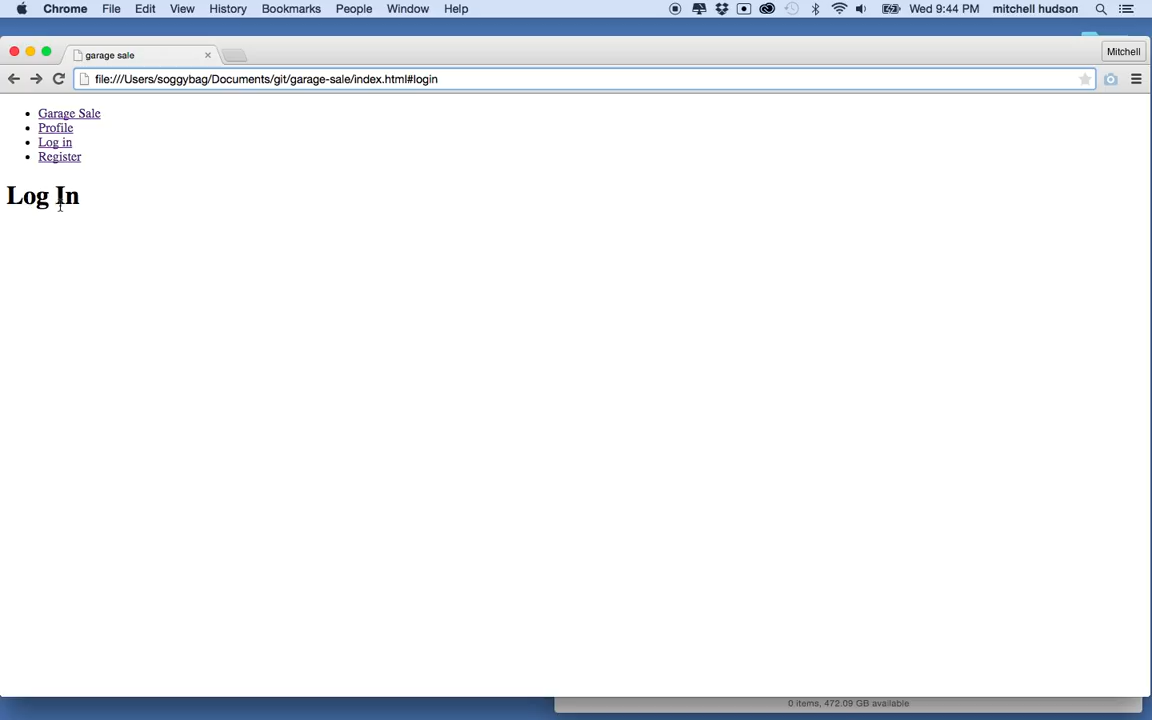 Chrome File Edit View History Bookmarks People Window Help Wed 9:44 PM mitchell hudson
garage sale
Mitchell
file:///Users/soggybag/Documents/git/garage-sale/index.html#login
Garage Sale
Profile
Log in
Register
Log In
0 items, 472.09 GB available